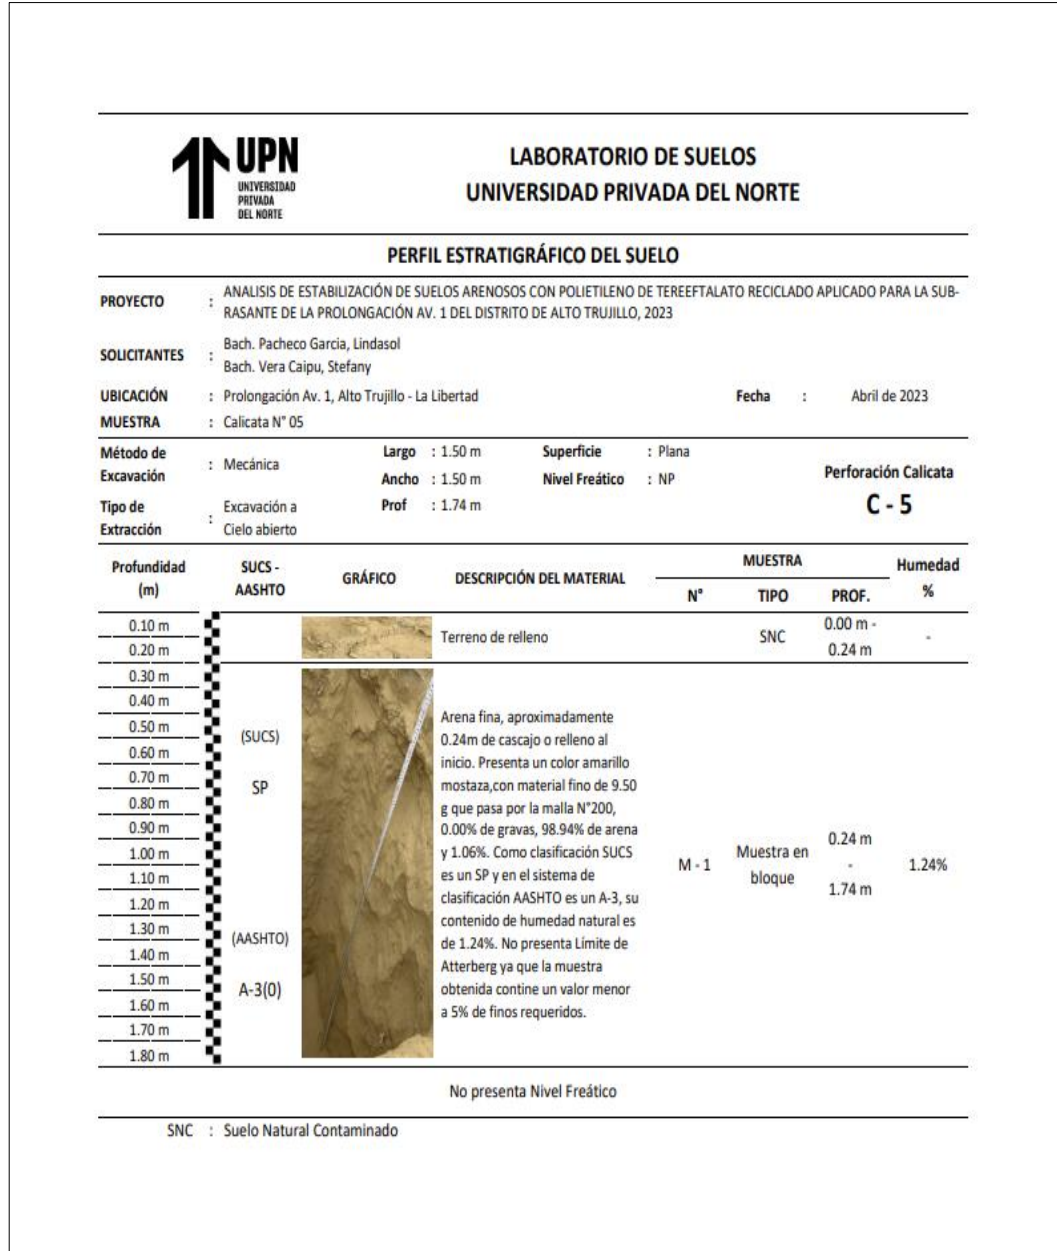 UPN
UNIVERSIDAD
PRIVADA
DEL NORTE
LABORATORIO DE SUELOS
UNIVERSIDAD PRIVADA DEL NORTE
PERFIL ESTRATIGRÁFICO DEL SUELO
PROYECTO : ANALISIS DE ESTABILIZACIÓN DE SUELOS ARENOSOS CON POLIETILENO DE TEREEFTALATO RECICLADO APLICADO PARA LA SUB-
RASANTE DE LA PROLONGACIÓN AV. 1 DEL DISTRITO DE ALTO TRUJILLO, 2023
SOLICITANTES : Bach. Pacheco Garcia, Lindasol
Bach. Vera Caipu, Stefany
UBICACIÓN : Prolongación Av. 1, Alto Trujillo - La Libertad Fecha : Abril de 2023
MUESTRA : Calicata N° 05
Método de Excavación : Mecánica
Largo : 1.50 m Superficie : Plana
Ancho : 1.50 m Nivel Freático : NP
Prof : 1.74 m
Perforación Calicata
C - 5
Tipo de Extracción : Excavación a
Cielo abierto
Profundidad
(m)
SUCS -
AASHTO
GRÁFICO
DESCRIPCIÓN DEL MATERIAL
MUESTRA
N° TIPO PROF.
Humedad
%
0.10 m
0.20 m
Terreno de relleno
SNC
0.00 m -
0.24 m
-
0.30 m
0.40 m
0.50 m
0.60 m
0.70 m
0.80 m
0.90 m
1.00 m
1.10 m
1.20 m
1.30 m
1.40 m
1.50 m
1.60 m
1.70 m
1.80 m
(SUCS)
SP
(AASHTO)
A-3(0)
Arena fina, aproximadamente
0.24m de cascajo o relleno al
inicio. Presenta un color amarillo
mostaza,con material fino de 9.50
g que pasa por la malla N°200,
0.00% de gravas, 98.94% de arena
y 1.06%. Como clasificación SUCS
es un SP y en el sistema de
clasificación AASHTO es un A-3, su
contenido de humedad natural es
de 1.24%. No presenta Límite de
Atterberg ya que la muestra
obtenida contine un valor menor
a 5% de finos requeridos.
M - 1
Muestra en
bloque
0.24 m
-
1.74 m
1.24%
No presenta Nivel Freático
SNC : Suelo Natural Contaminado